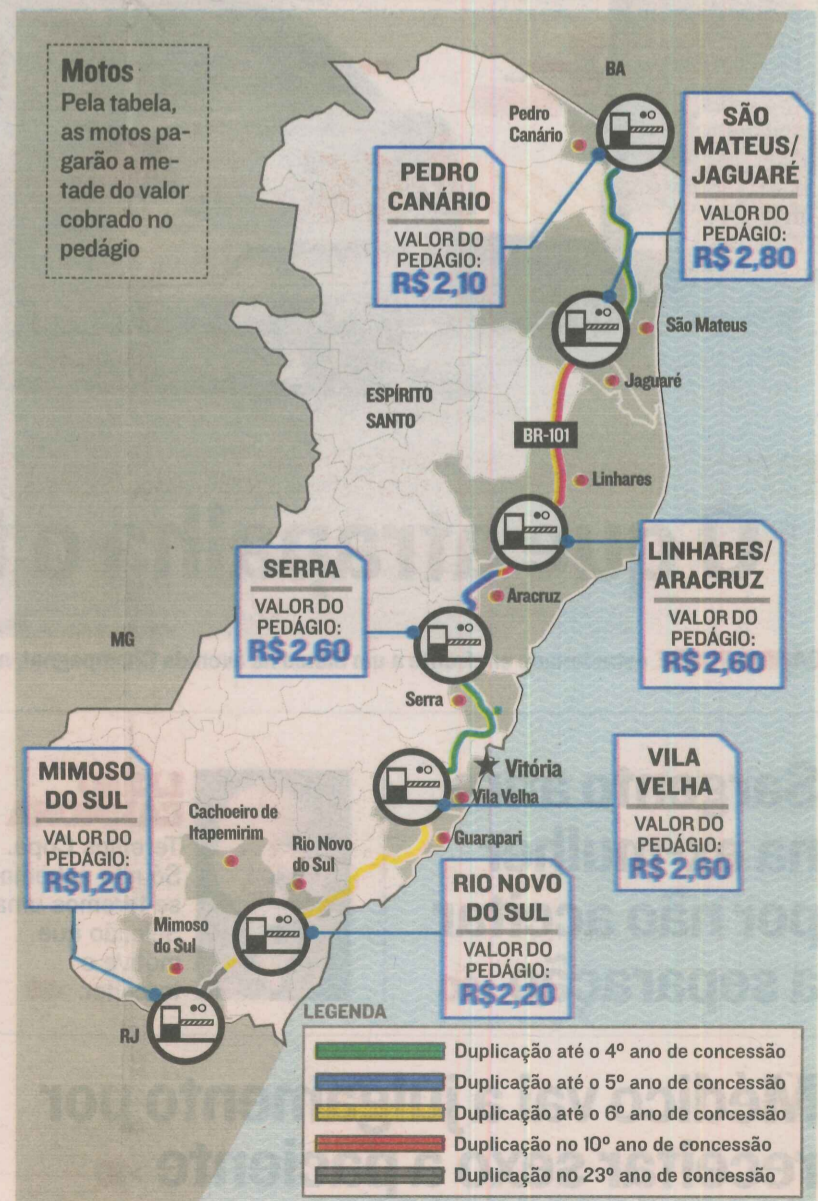 Motos
Pela tabela,
as motos pa-
garão a me-
tade do valor
cobrado no
pedágio
BA
Pedro
Canário
SÃO
MATEUS/
JAGUARÉ
VALOR DO
PEDÁGIO:
R$ 2,80
PEDRO
CANÁRIO
VALOR DO
PEDÁGIO:
R$ 2,10
São Mateus
Jaguaré
ESPÍRITO
SANTO
BR-101
Linhares
LINHARES/
ARACRUZ
VALOR DO
PEDÁGIO:
R$ 2,60
SERRA
VALOR DO
PEDÁGIO:
R$ 2,60
Aracruz
MG
Serra
Vitória
Vila Velha
Guarapari
VILA
VELHA
VALOR DO
PEDÁGIO:
R$ 2,60
MIMOSO
DO SUL
VALOR DO
PEDÁGIO:
R$1,20
Cachoeiro de
Itapemirim
Rio Novo
do Sul
RIO NOVO
DO SUL
VALOR DO
PEDÁGIO:
R$2,20
Mimoso
do Sul
RJ
LEGENDA
Duplicação até o 4º ano de concessão
Duplicação até o 5º ano de concessão
Duplicação até o 6º ano de concessão
Duplicação no 10º ano de concessão
Duplicação no 23º ano de concessão